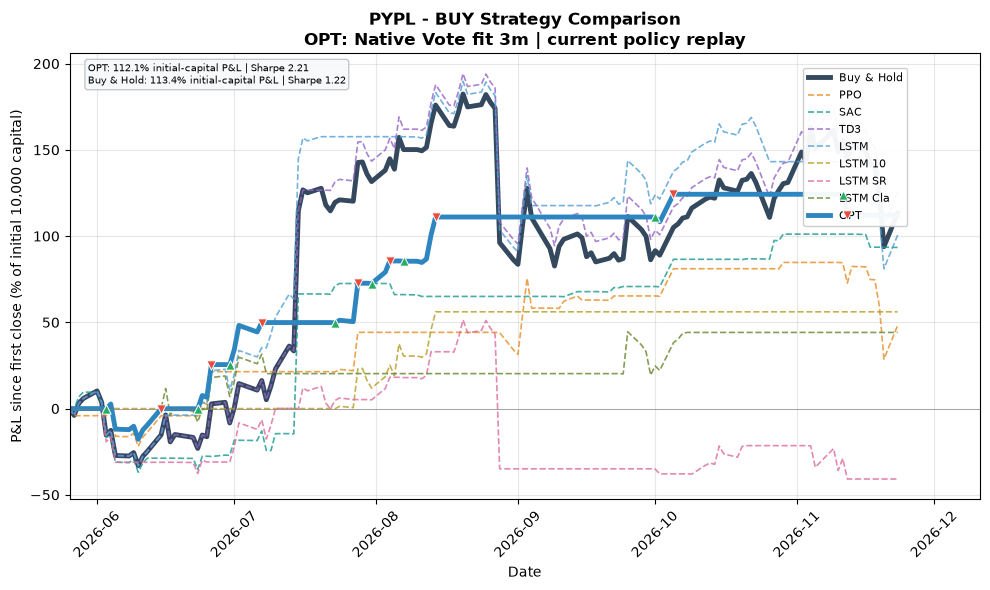 PYPL - BUY Strategy Comparison
OPT: Native Vote fit 3m | current policy replay
OPT: 112.1% initial-capital P&L | Sharpe 2.21
Buy & Hold: 113.4% initial-capital P&L | Sharpe 1.22
Buy & Hold
PPO
SAC
TD3
LSTM
LSTM 10
LSTM SR
LSTM Cla
OPT
P&L since first close (% of initial 10,000 capital)
200
150
100
50
0
−50
2026-06
2026-07
2026-08
2026-09
2026-10
2026-11
2026-12
Date